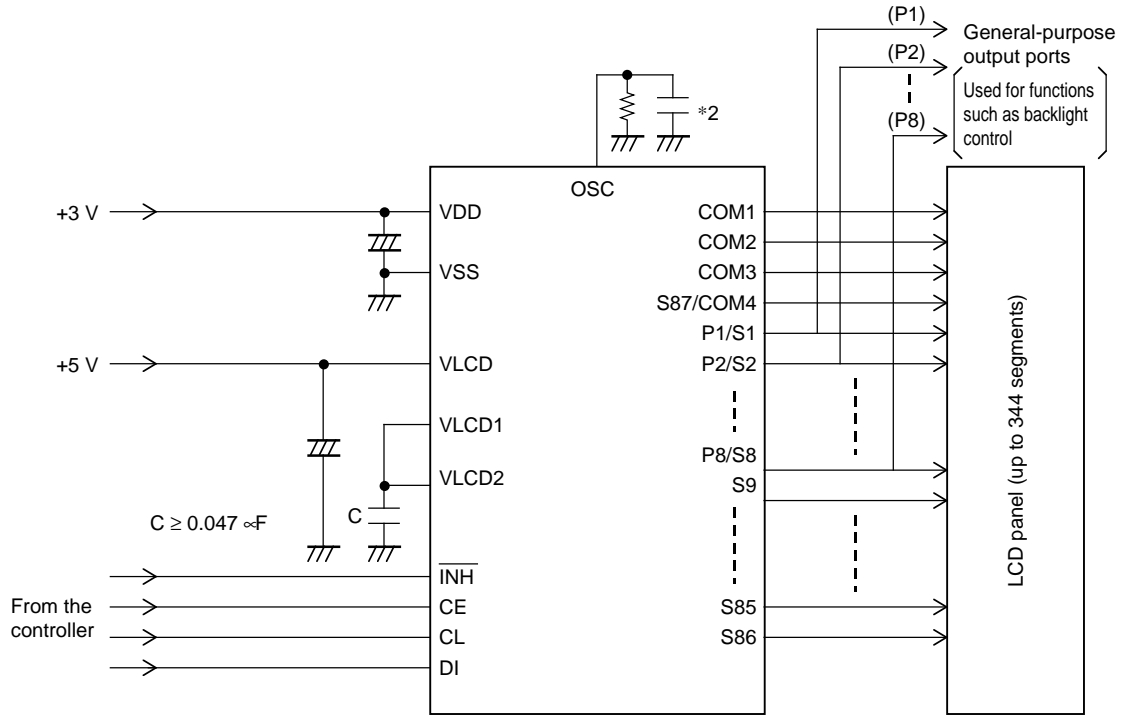 (P1)
General-purpose
output ports
(P2)
Used for functions
such as backlight
control
(P8)
*2
OSC
+3 V
VDD
COM1
COM2
VSS
COM3
S87/COM4
P1/S1
+5 V
VLCD
P2/S2
VLCD1
P8/S8
VLCD2
S9
C
C ≥ 0.047 ∝F
LCD panel (up to 344 segments)
INH
From the
controller
CE
S85
CL
S86
DI